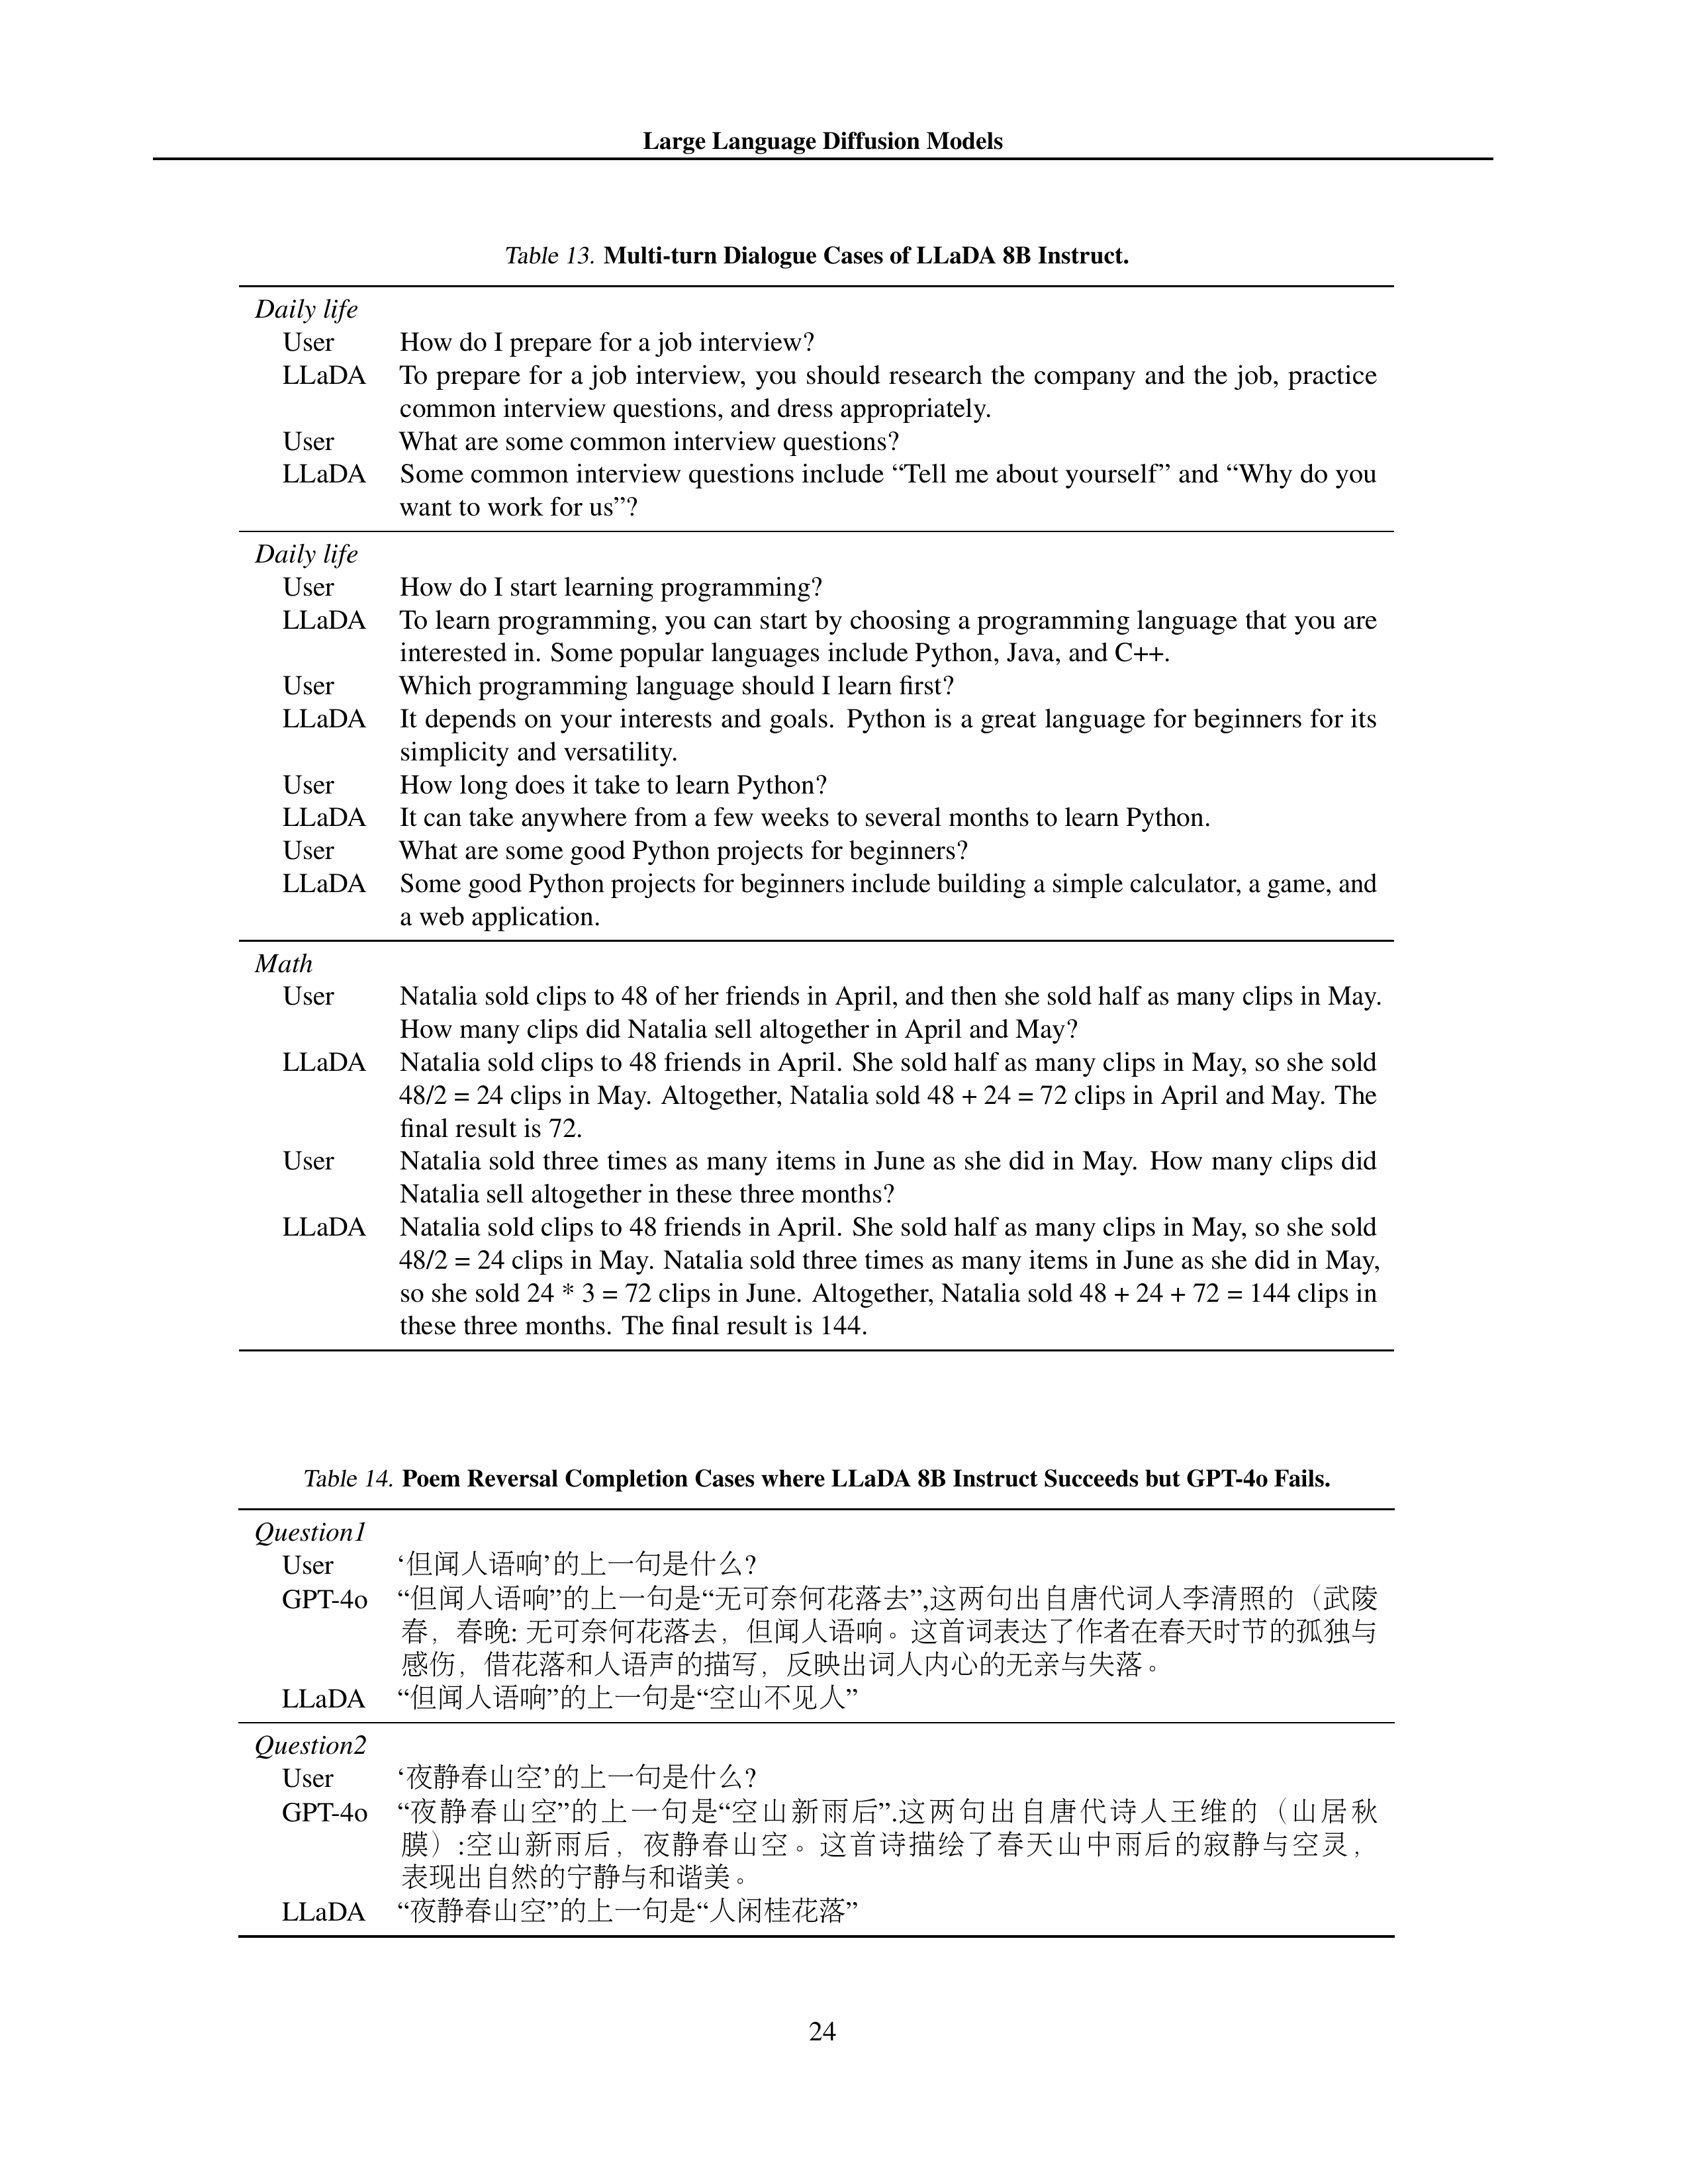 Large Language Diffusion Models
Table 13. Multi-turn Dialogue Cases of LLaDA 8B Instruct.
Daily life
User How do I prepare for a job interview?
LLaDA To prepare for a job interview, you should research the company and the job, practice
common interview questions, and dress appropriately.
User What are some common interview questions?
LLaDA Some common interview questions include “Tell me about yourself” and “Why do you
want to work for us”?
Daily life
User How do I start learning programming?
LLaDA To learn programming, you can start by choosing a programming language that you are
interested in. Some popular languages include Python, Java, and C++.
User Which programming language should I learn first?
LLaDA It depends on your interests and goals. Python is a great language for beginners for its
simplicity and versatility.
User How long does it take to learn Python?
LLaDA It can take anywhere from a few weeks to several months to learn Python.
User What are some good Python projects for beginners?
LLaDA Some good Python projects for beginners include building a simple calculator, a game, and
a web application.
Math
User Natalia sold clips to 48 of her friends in April, and then she sold half as many clips in May.
How many clips did Natalia sell altogether in April and May?
LLaDA Natalia sold clips to 48 friends in April. She sold half as many clips in May, so she sold
48/2 = 24 clips in May. Altogether, Natalia sold 48 + 24 = 72 clips in April and May. The
final result is 72.
User Natalia sold three times as many items in June as she did in May. How many clips did
Natalia sell altogether in these three months?
LLaDA Natalia sold clips to 48 friends in April. She sold half as many clips in May, so she sold
48/2 = 24 clips in May. Natalia sold three times as many items in June as she did in May,
so she sold 24 * 3 = 72 clips in June. Altogether, Natalia sold 48 + 24 + 72 = 144 clips in
these three months. The final result is 144.
Table 14. Poem Reversal Completion Cases where LLaDA 8B Instruct Succeeds but GPT-4o Fails.
Question1
User ‘但闻人语响’的上一句是什么?
GPT-4o “但闻人语响”的上一句是“无可奈何花落去”,这两句出自唐代词人李清照的（武陵
春，春晚: 无可奈何花落去，但闻人语响。这首词表达了作者在春天时节的孤独与
感伤，借花落和人语声的描写，反映出词人内心的无亲与失落。
LLaDA “但闻人语响”的上一句是“空山不见人”
Question2
User ‘夜静春山空’的上一句是什么?
GPT-4o “夜静春山空”的上一句是“空山新雨后”.这两句出自唐代诗人王维的（山居秋
膜）:空山新雨后，夜静春山空。这首诗描绘了春天山中雨后的寂静与空灵，
表现出自然的宁静与和谐美。
LLaDA “夜静春山空”的上一句是“人闲桂花落”
24